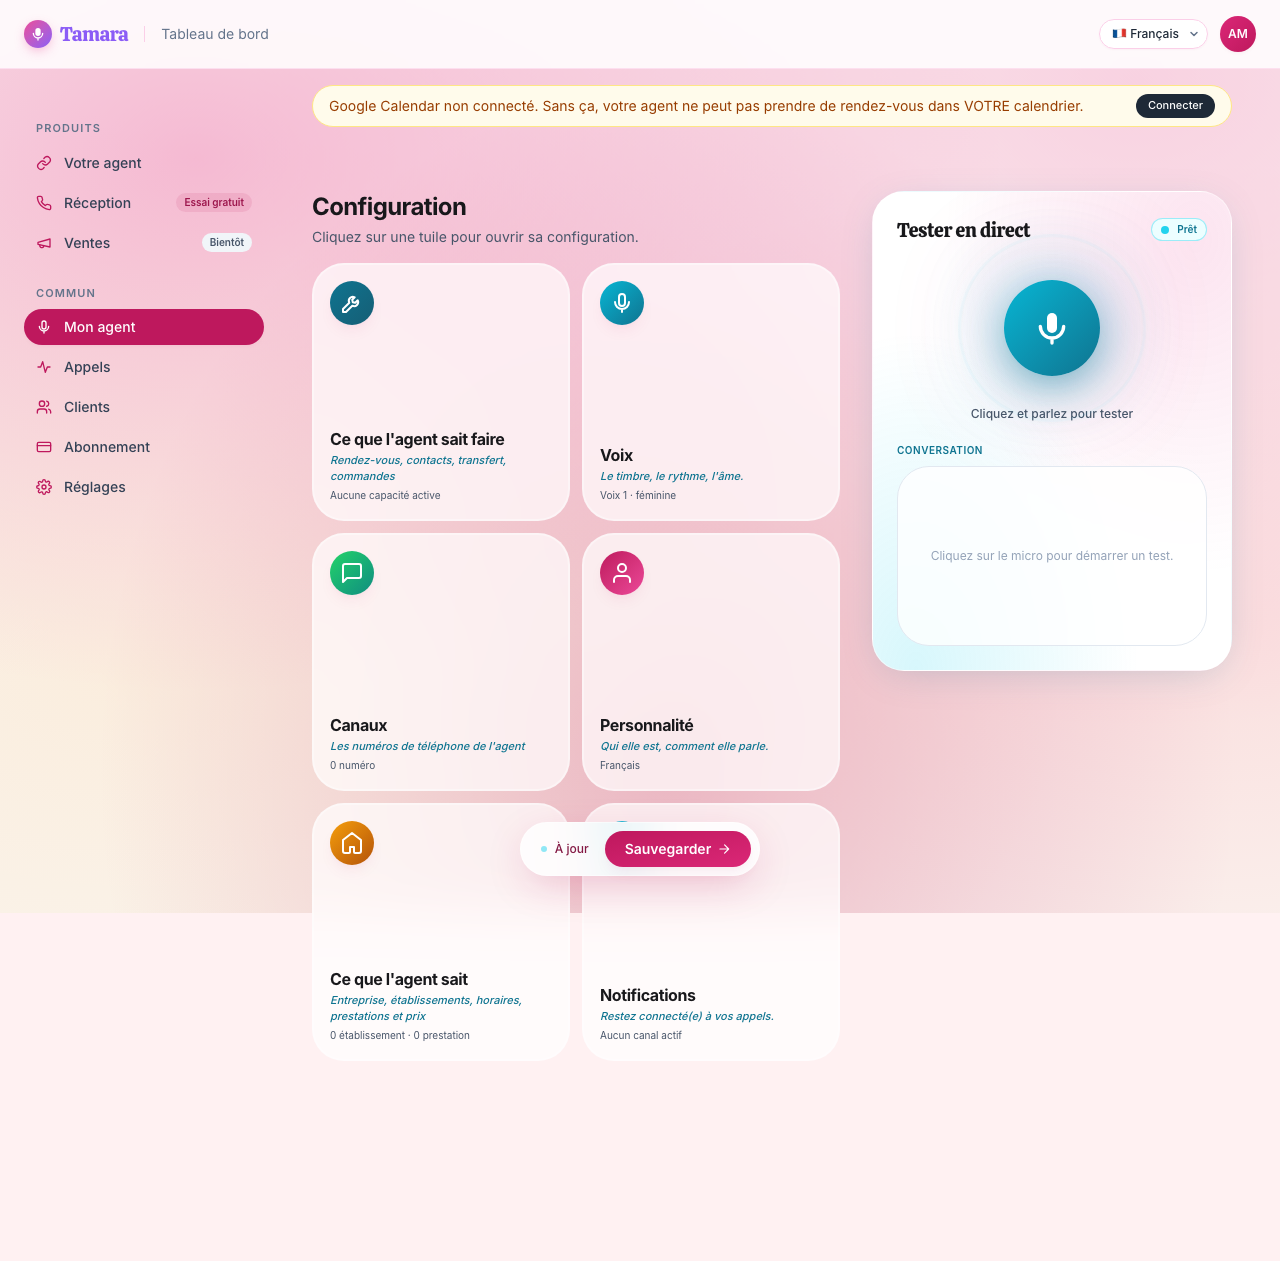 Tamara
Tableau de bord
Français
AM
Google Calendar non connecté. Sans ça, votre agent ne peut pas prendre de rendez-vous dans VOTRE calendrier.
Connecter
PRODUITS
Votre agent
Réception
Essai gratuit
Ventes
Bientôt
COMMUN
Mon agent
Appels
Clients
Abonnement
Réglages
Configuration
Cliquez sur une tuile pour ouvrir sa configuration.
Ce que l'agent sait faire
Rendez-vous, contacts, transfert,
commandes
Aucune capacité active
Voix
Le timbre, le rythme, l'âme.
Voix 1 · féminine
Canaux
Les numéros de téléphone de l'agent
0 numéro
Personnalité
Qui elle est, comment elle parle.
Français
Ce que l'agent sait
Entreprise, établissements, horaires,
prestations et prix
0 établissement · 0 prestation
Notifications
Restez connecté(e) à vos appels.
Aucun canal actif
À jour
Sauvegarder
Tester en direct
Prêt
Cliquez et parlez pour tester
CONVERSATION
Cliquez sur le micro pour démarrer un test.